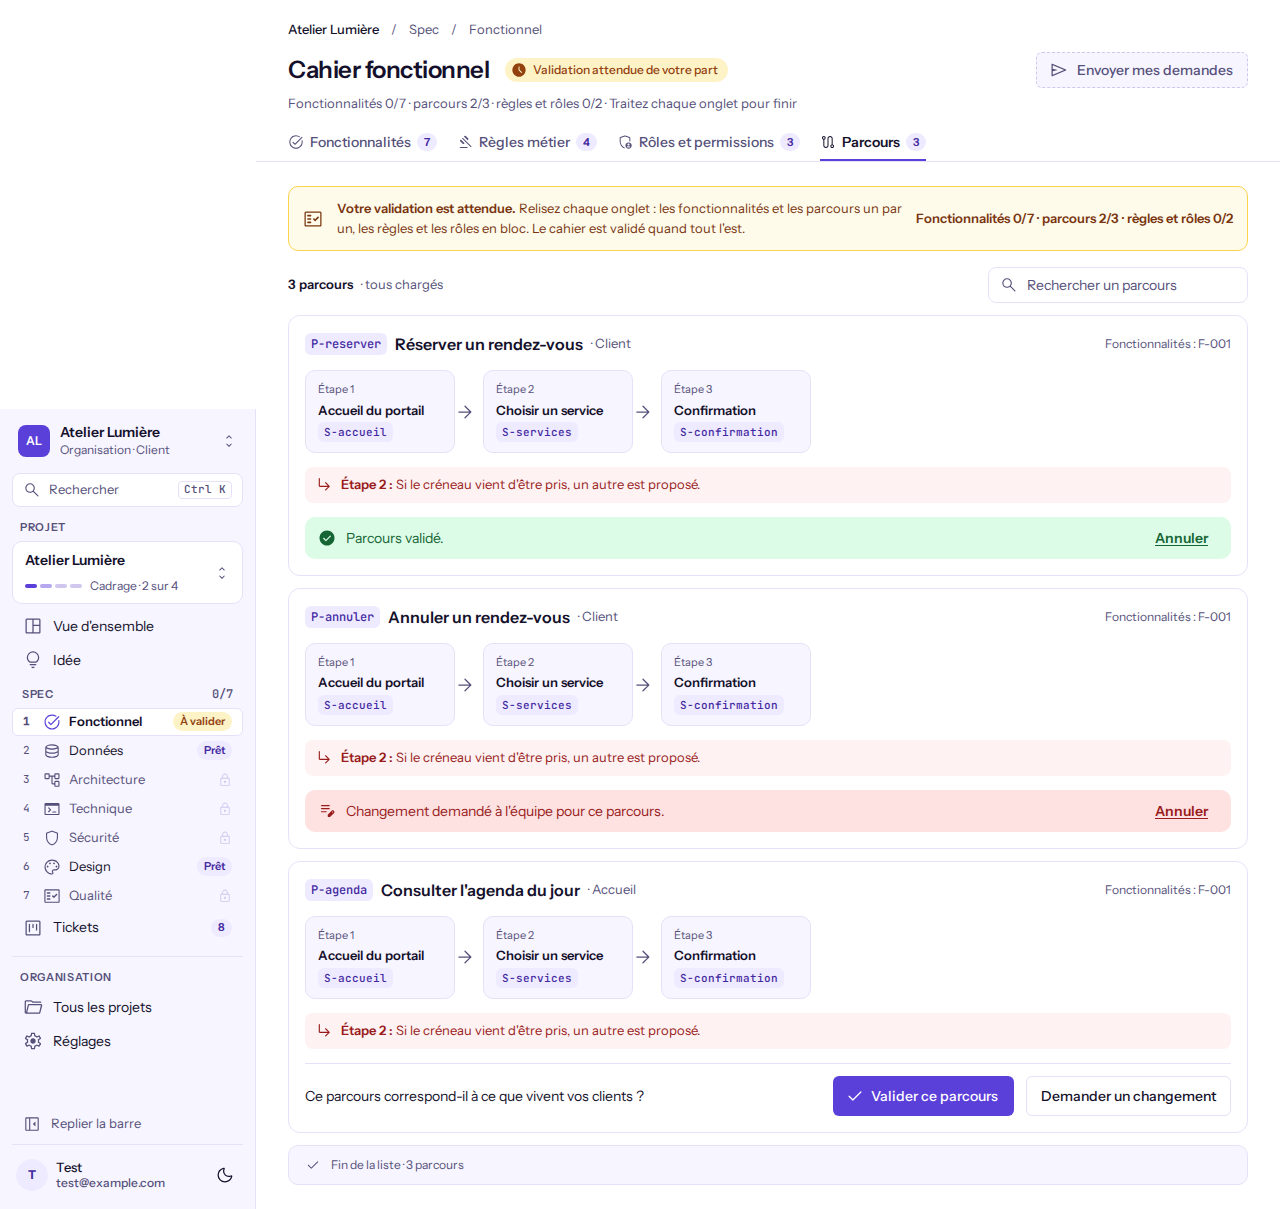 Atelier Lumière / Spec / Fonctionnel
Cahier fonctionnel
Validation attendue de votre part
Envoyer mes demandes
Fonctionnalités 0/7 · parcours 2/3 · règles et rôles 0/2 · Traitez chaque onglet pour finir
Fonctionnalités 7
Règles métier 4
Rôles et permissions 3
Parcours 3
Votre validation est attendue. Relisez chaque onglet : les fonctionnalités et les parcours un par
un, les règles et les rôles en bloc. Le cahier est validé quand tout l'est.
Fonctionnalités 0/7 · parcours 2/3 · règles et rôles 0/2
3 parcours · tous chargés
Rechercher un parcours
P-reserver Réserver un rendez-vous · Client
Fonctionnalités : F-001
Étape 1
Accueil du portail
S-accueil
Étape 2
Choisir un service
S-services
Étape 3
Confirmation
S-confirmation
Étape 2 : Si le créneau vient d'être pris, un autre est proposé.
Parcours validé.
Annuler
P-annuler Annuler un rendez-vous · Client
Fonctionnalités : F-001
Étape 1
Accueil du portail
S-accueil
Étape 2
Choisir un service
S-services
Étape 3
Confirmation
S-confirmation
Étape 2 : Si le créneau vient d'être pris, un autre est proposé.
Changement demandé à l'équipe pour ce parcours.
Annuler
P-agenda Consulter l'agenda du jour · Accueil
Fonctionnalités : F-001
Étape 1
Accueil du portail
S-accueil
Étape 2
Choisir un service
S-services
Étape 3
Confirmation
S-confirmation
Étape 2 : Si le créneau vient d'être pris, un autre est proposé.
Ce parcours correspond-il à ce que vivent vos clients ?
Valider ce parcours
Demander un changement
Fin de la liste · 3 parcours
AL
Atelier Lumière
Organisation · Client
Rechercher
Ctrl K
PROJET
Atelier Lumière
Cadrage · 2 sur 4
Vue d'ensemble
Idée
SPEC 0/7
1 Fonctionnel À valider
2 Données Prêt
3 Architecture
4 Technique
5 Sécurité
6 Design Prêt
7 Qualité
Tickets 8
ORGANISATION
Tous les projets
Réglages
Replier la barre
T
Test
test@example.com